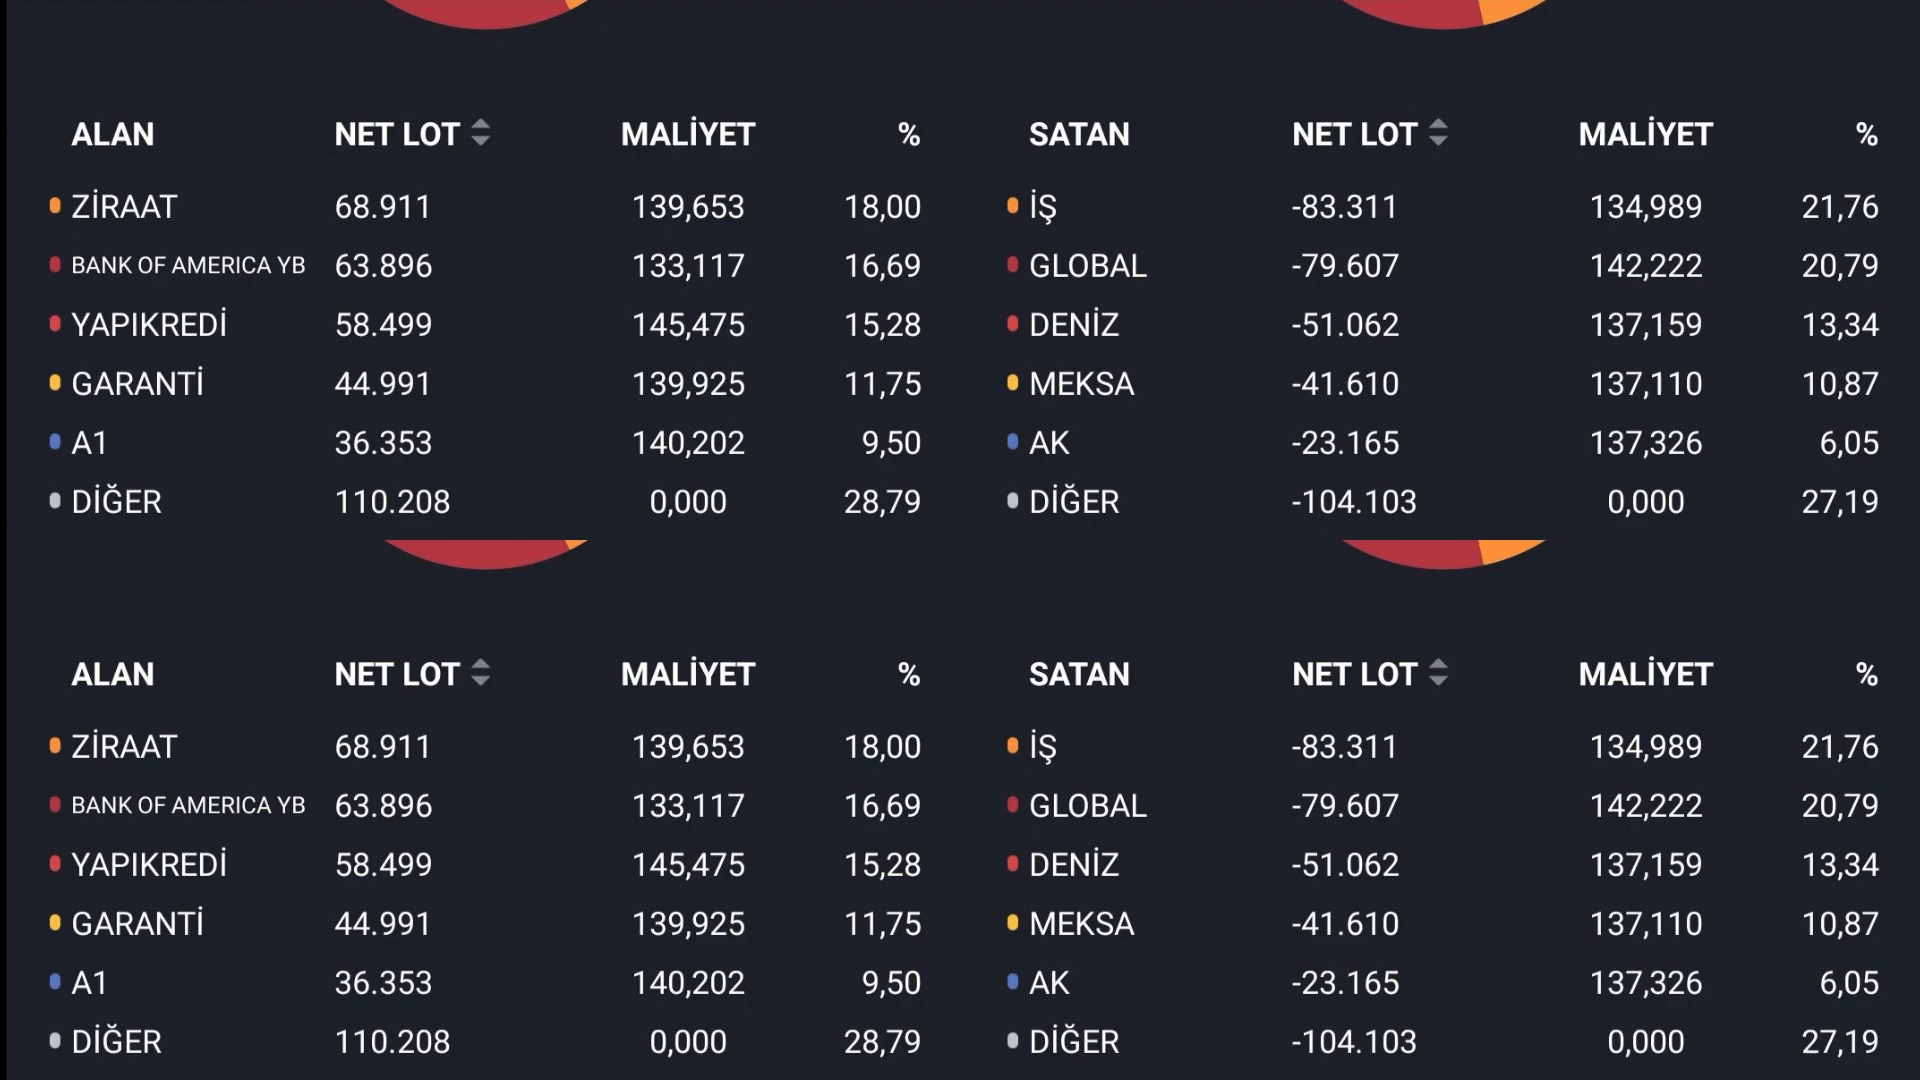 ALAN NET LOT MALİYET % SATAN NET LOT MALİYET %
ZİRAAT 68.911 139,653 18,00 İŞ -83.311 134,989 21,76
BANK OF AMERICA YB 63.896 133,117 16,69 GLOBAL -79.607 142,222 20,79
YAPIKREDİ 58.499 145,475 15,28 DENİZ -51.062 137,159 13,34
GARANTİ 44.991 139,925 11,75 MEKSA -41.610 137,110 10,87
A1 36.353 140,202 9,50 AK -23.165 137,326 6,05
DİĞER 110.208 0,000 28,79 DİĞER -104.103 0,000 27,19
ALAN NET LOT MALİYET % SATAN NET LOT MALİYET %
ZİRAAT 68.911 139,653 18,00 İŞ -83.311 134,989 21,76
BANK OF AMERICA YB 63.896 133,117 16,69 GLOBAL -79.607 142,222 20,79
YAPIKREDİ 58.499 145,475 15,28 DENİZ -51.062 137,159 13,34
GARANTİ 44.991 139,925 11,75 MEKSA -41.610 137,110 10,87
A1 36.353 140,202 9,50 AK -23.165 137,326 6,05
DİĞER 110.208 0,000 28,79 DİĞER -104.103 0,000 27,19